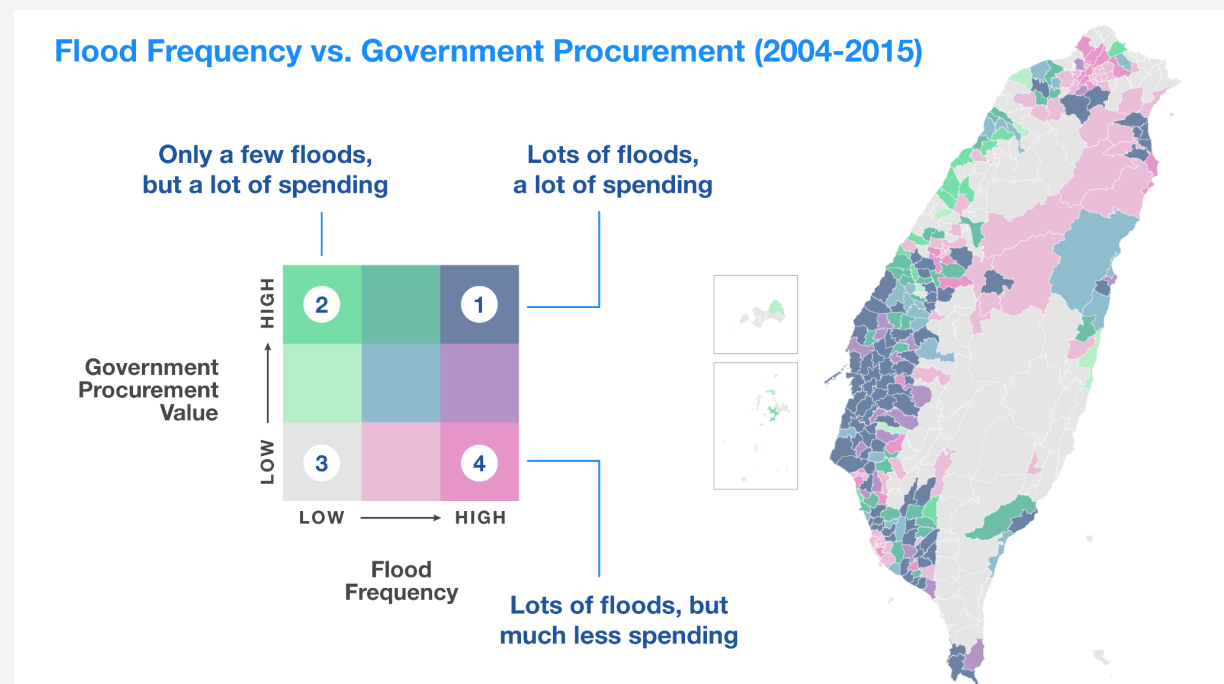 Flood Frequency vs. Government Procurement (2004-2015)
Only a few floods,
but a lot of spending
Lots of floods,
a lot of spending
HIGH
2
1
Government
Procurement
Value
LOW
3
4
LOW
HIGH
Flood
Frequency
Lots of floods, but
much less spending